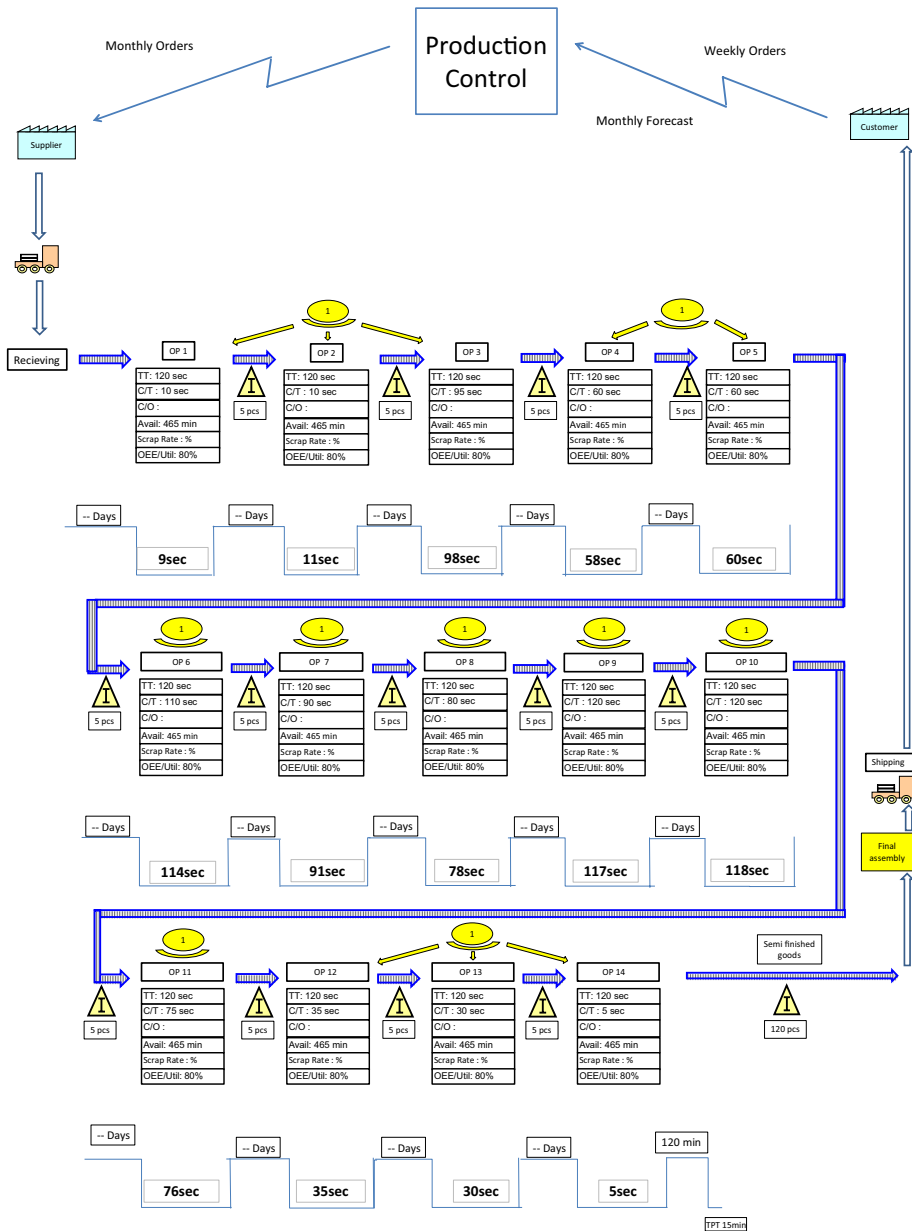 Monthly Orders
Production
Control
Weekly Orders
Monthly Forecast
Supplier
Customer
1
1
Recieving
OP 1
OP 2
OP 3
OP 4
OP 5
TT: 120 sec
C/T : 10 sec
C/O :
Avail: 465 min
Scrap Rate : %
OEE/Util: 80%
I
5 pcs
TT: 120 sec
C/T : 10 sec
C/O :
Avail: 465 min
Scrap Rate : %
OEE/Util: 80%
I
5 pcs
TT: 120 sec
C/T : 95 sec
C/O :
Avail: 465 min
Scrap Rate : %
OEE/Util: 80%
I
5 pcs
TT: 120 sec
C/T : 60 sec
C/O :
Avail: 465 min
Scrap Rate : %
OEE/Util: 80%
I
5 pcs
TT: 120 sec
C/T : 60 sec
C/O :
Avail: 465 min
Scrap Rate : %
OEE/Util: 80%
-- Days
-- Days
-- Days
-- Days
-- Days
9sec
11sec
98sec
58sec
60sec
1
1
1
1
1
OP 6
OP 7
OP 8
OP 9
OP 10
I
5 pcs
TT: 120 sec
C/T : 110 sec
C/O :
Avail: 465 min
Scrap Rate : %
OEE/Util: 80%
I
5 pcs
TT: 120 sec
C/T : 90 sec
C/O :
Avail: 465 min
Scrap Rate : %
OEE/Util: 80%
I
5 pcs
TT: 120 sec
C/T : 80 sec
C/O :
Avail: 465 min
Scrap Rate : %
OEE/Util: 80%
I
5 pcs
TT: 120 sec
C/T : 120 sec
C/O :
Avail: 465 min
Scrap Rate : %
OEE/Util: 80%
I
5 pcs
TT: 120 sec
C/T : 120 sec
C/O :
Avail: 465 min
Scrap Rate : %
OEE/Util: 80%
Shipping
Final
assembly
-- Days
-- Days
-- Days
-- Days
-- Days
114sec
91sec
78sec
117sec
118sec
1
1
OP 11
OP 12
OP 13
OP 14
Semi finished
goods
I
5 pcs
TT: 120 sec
C/T : 75 sec
C/O :
Avail: 465 min
Scrap Rate : %
OEE/Util: 80%
I
5 pcs
TT: 120 sec
C/T : 35 sec
C/O :
Avail: 465 min
Scrap Rate : %
OEE/Util: 80%
I
5 pcs
TT: 120 sec
C/T : 30 sec
C/O :
Avail: 465 min
Scrap Rate : %
OEE/Util: 80%
I
5 pcs
TT: 120 sec
C/T : 5 sec
C/O :
Avail: 465 min
Scrap Rate : %
OEE/Util: 80%
I
120 pcs
-- Days
-- Days
-- Days
-- Days
120 min
76sec
35sec
30sec
5sec
TPT 15min